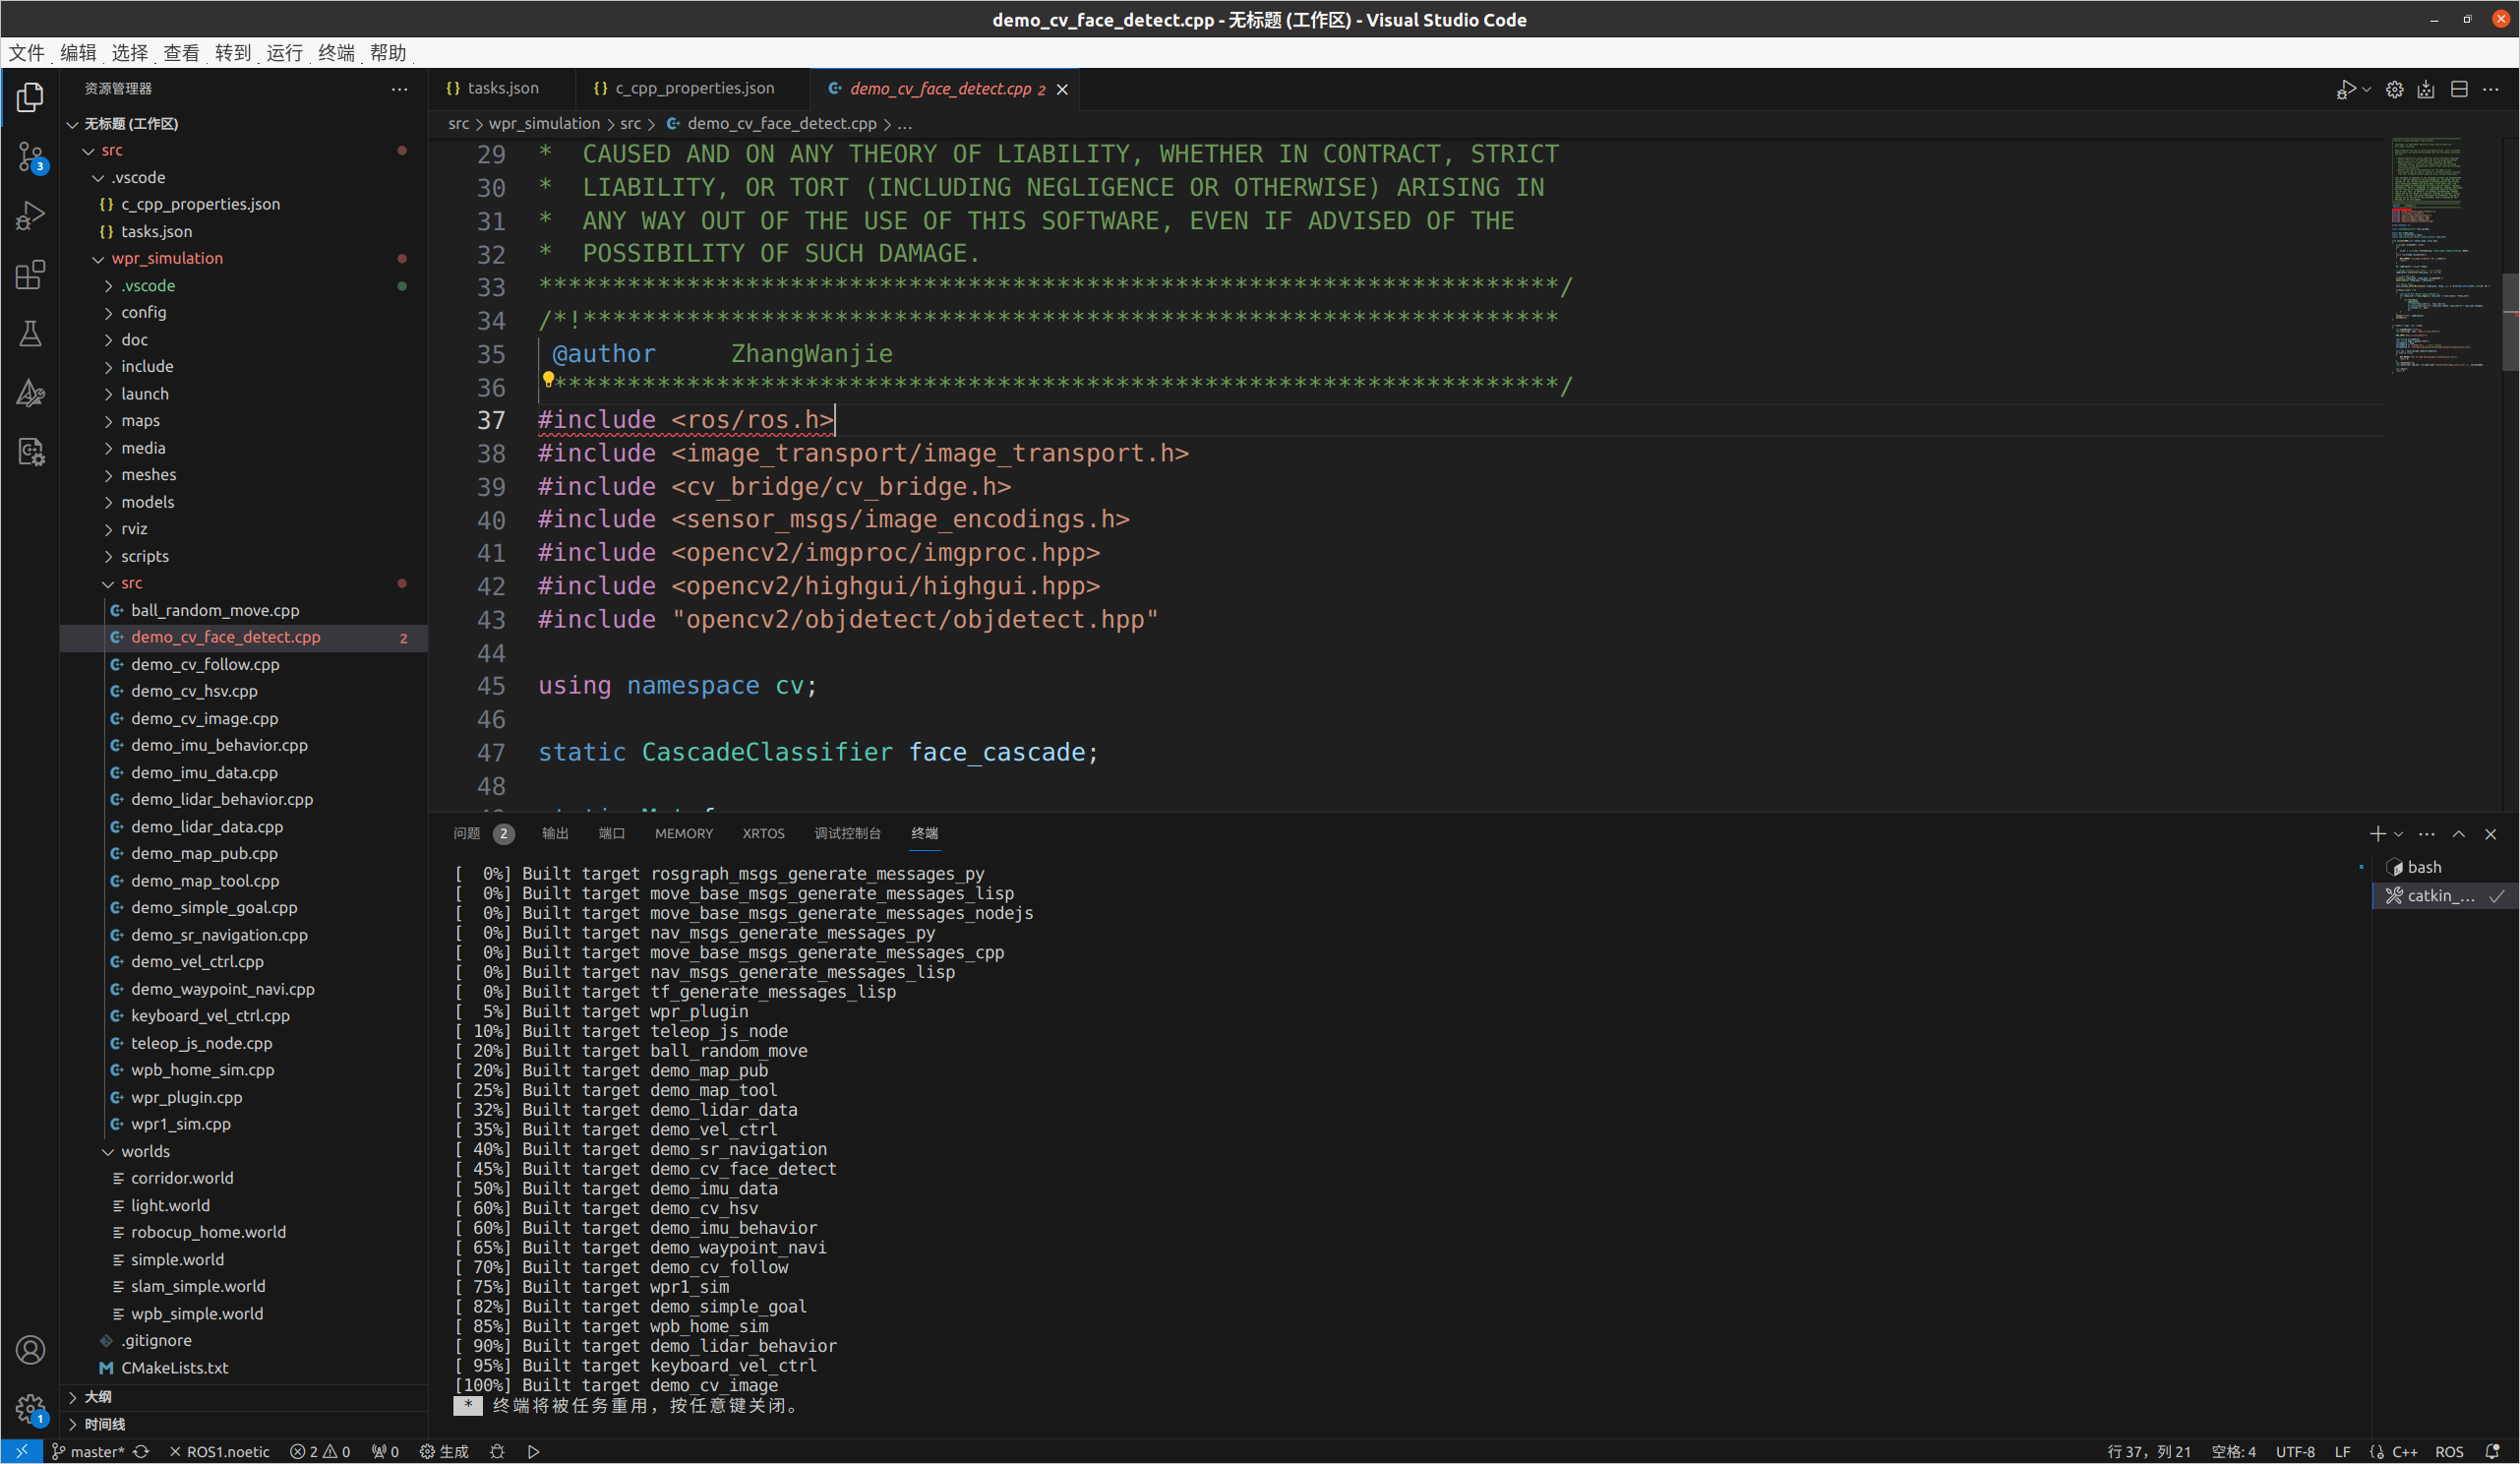 demo_cv_face_detect.cpp - 无标题 (工作区) - Visual Studio Code
文件 编辑 选择 查看 转到 运行 终端 帮助
资源管理器
无标题 (工作区)
src
.vscode
{} c_cpp_properties.json
{} tasks.json
wpr_simulation
.vscode
config
doc
include
launch
maps
media
meshes
models
rviz
scripts
src
ball_random_move.cpp
demo_cv_face_detect.cpp 2
demo_cv_follow.cpp
demo_cv_hsv.cpp
demo_cv_image.cpp
demo_imu_behavior.cpp
demo_imu_data.cpp
demo_lidar_behavior.cpp
demo_lidar_data.cpp
demo_map_pub.cpp
demo_map_tool.cpp
demo_simple_goal.cpp
demo_sr_navigation.cpp
demo_vel_ctrl.cpp
demo_waypoint_navi.cpp
keyboard_vel_ctrl.cpp
teleop_js_node.cpp
wpb_home_sim.cpp
wpr_plugin.cpp
wpr1_sim.cpp
worlds
corridor.world
light.world
robocup_home.world
simple.world
slam_simple.world
wpb_simple.world
.gitignore
M CMakeLists.txt
大纲
时间线
3
1
{} tasks.json {} c_cpp_properties.json demo_cv_face_detect.cpp 2
src > wpr_simulation > src > demo_cv_face_detect.cpp > ...
29 *  CAUSED AND ON ANY THEORY OF LIABILITY, WHETHER IN CONTRACT, STRICT
30 *  LIABILITY, OR TORT (INCLUDING NEGLIGENCE OR OTHERWISE) ARISING IN
31 *  ANY WAY OUT OF THE USE OF THIS SOFTWARE, EVEN IF ADVISED OF THE
32 *  POSSIBILITY OF SUCH DAMAGE.
33 *********************************************************************/
34 /*!******************************************************************
35  @author     ZhangWanjie
36 ********************************************************************/
37 #include <ros/ros.h>
38 #include <image_transport/image_transport.h>
39 #include <cv_bridge/cv_bridge.h>
40 #include <sensor_msgs/image_encodings.h>
41 #include <opencv2/imgproc/imgproc.hpp>
42 #include <opencv2/highgui/highgui.hpp>
43 #include "opencv2/objdetect/objdetect.hpp"
44
45 using namespace cv;
46
47 static CascadeClassifier face_cascade;
48
问题 2 输出 端口 MEMORY XRTOS 调试控制台 终端
[  0%] Built target rosgraph_msgs_generate_messages_py
[  0%] Built target move_base_msgs_generate_messages_lisp
[  0%] Built target move_base_msgs_generate_messages_nodejs
[  0%] Built target nav_msgs_generate_messages_py
[  0%] Built target move_base_msgs_generate_messages_cpp
[  0%] Built target nav_msgs_generate_messages_lisp
[  0%] Built target tf_generate_messages_lisp
[  5%] Built target wpr_plugin
[ 10%] Built target teleop_js_node
[ 20%] Built target ball_random_move
[ 20%] Built target demo_map_pub
[ 25%] Built target demo_map_tool
[ 32%] Built target demo_lidar_data
[ 35%] Built target demo_vel_ctrl
[ 40%] Built target demo_sr_navigation
[ 45%] Built target demo_cv_face_detect
[ 50%] Built target demo_imu_data
[ 60%] Built target demo_cv_hsv
[ 60%] Built target demo_imu_behavior
[ 65%] Built target demo_waypoint_navi
[ 70%] Built target demo_cv_follow
[ 75%] Built target wpr1_sim
[ 82%] Built target demo_simple_goal
[ 85%] Built target wpb_home_sim
[ 90%] Built target demo_lidar_behavior
[ 95%] Built target keyboard_vel_ctrl
[100%] Built target demo_cv_image
* 终端将被任务重用，按任意键关闭。
bash
catkin_...
master* ROS1.noetic 2 0 0 生成 行 37，列 21 空格: 4 UTF-8 LF C++ ROS